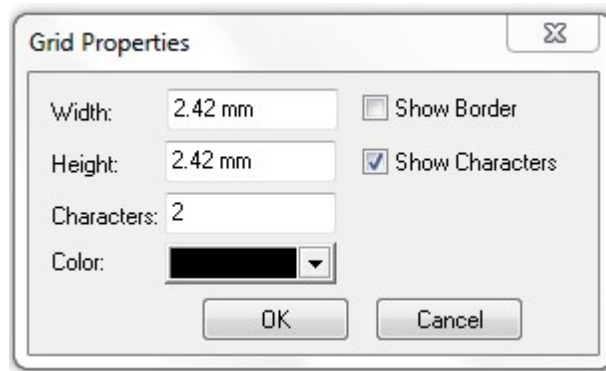 Grid Properties
Width: 2.42 mm Show Border
Height: 2.42 mm Show Characters
Characters: 2
Color:
OK Cancel